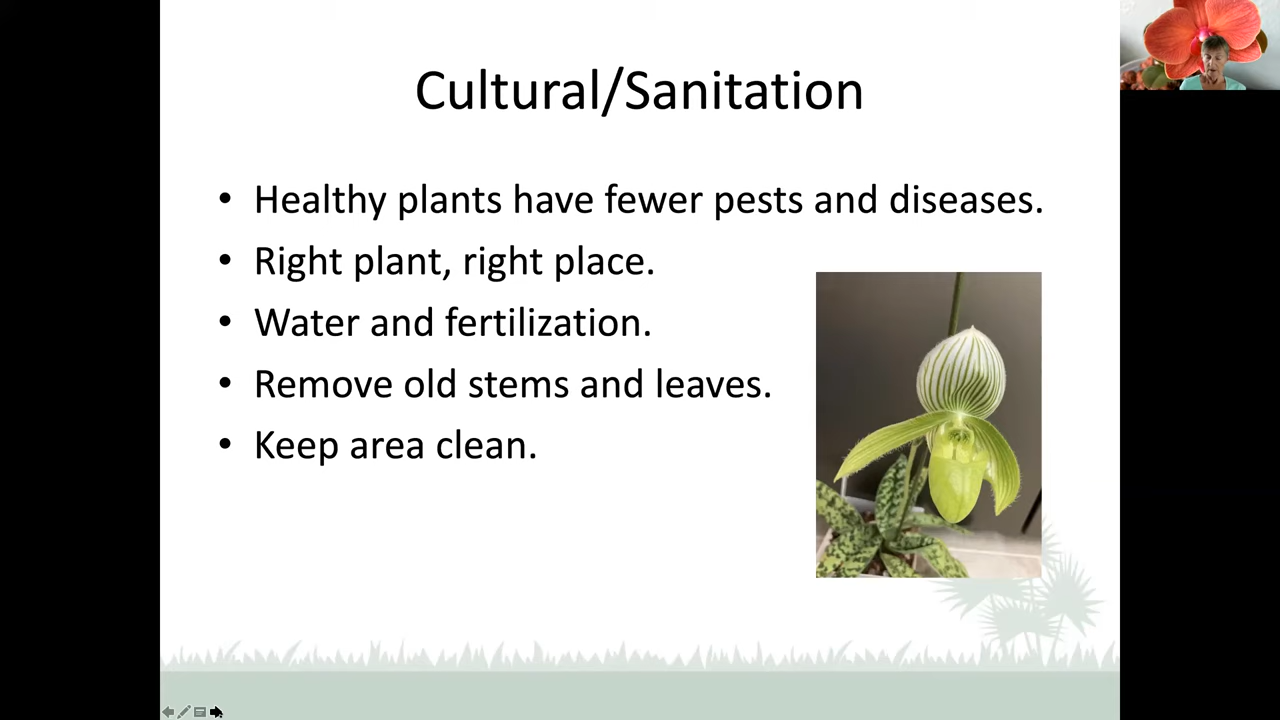 Cultural/Sanitation
• Healthy plants have fewer pests and diseases.
• Right plant, right place.
• Water and fertilization.
• Remove old stems and leaves.
• Keep area clean.